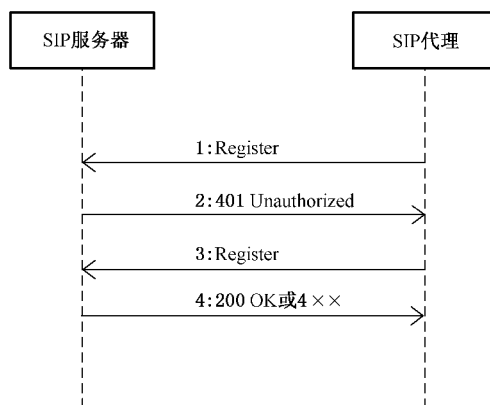 SIP服务器
SIP代理
1:Register
2:401 Unauthorized
3:Register
4:200 OK或4××